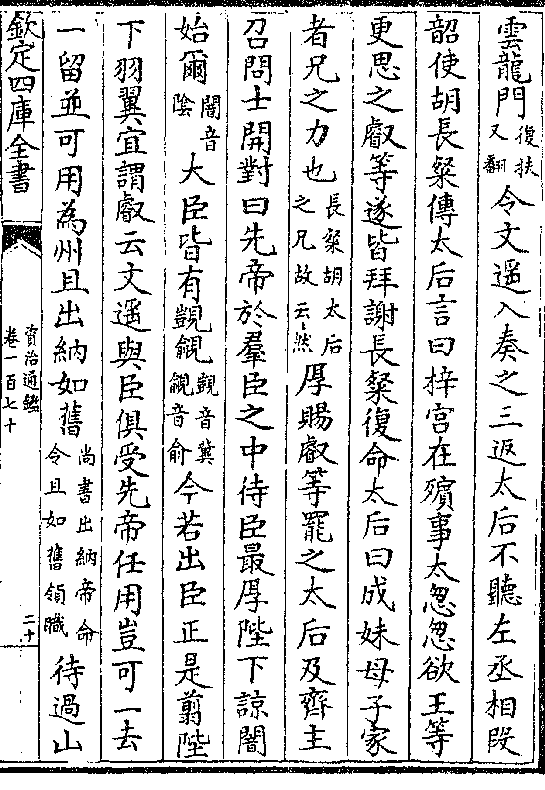 雲龍門復扶又翻令文遥入奏之三返太后不聽左丞相段
韶使胡長粲傳太后言曰梓宫在殯事太怱怱欲王等
更思之叡等遂皆拜謝長粲復命太后曰成妹母子家
者兄之力也長粲胡太后之兄故云然厚賜叡等罷之太后及齊主
召問士開對曰先帝於羣臣之中待臣最厚陛下諒闇
始爾闇音隂大臣皆有覬覦覬音冀覦音俞今若出臣正是翦陛
下羽翼宜謂叡云文遥與臣俱受先帝任用豈可一去
一留並可用為州且出納如舊尚書出納帝命令且如舊領職待過山
欽定四庫全書
資治通鑑
卷一百七十
二十